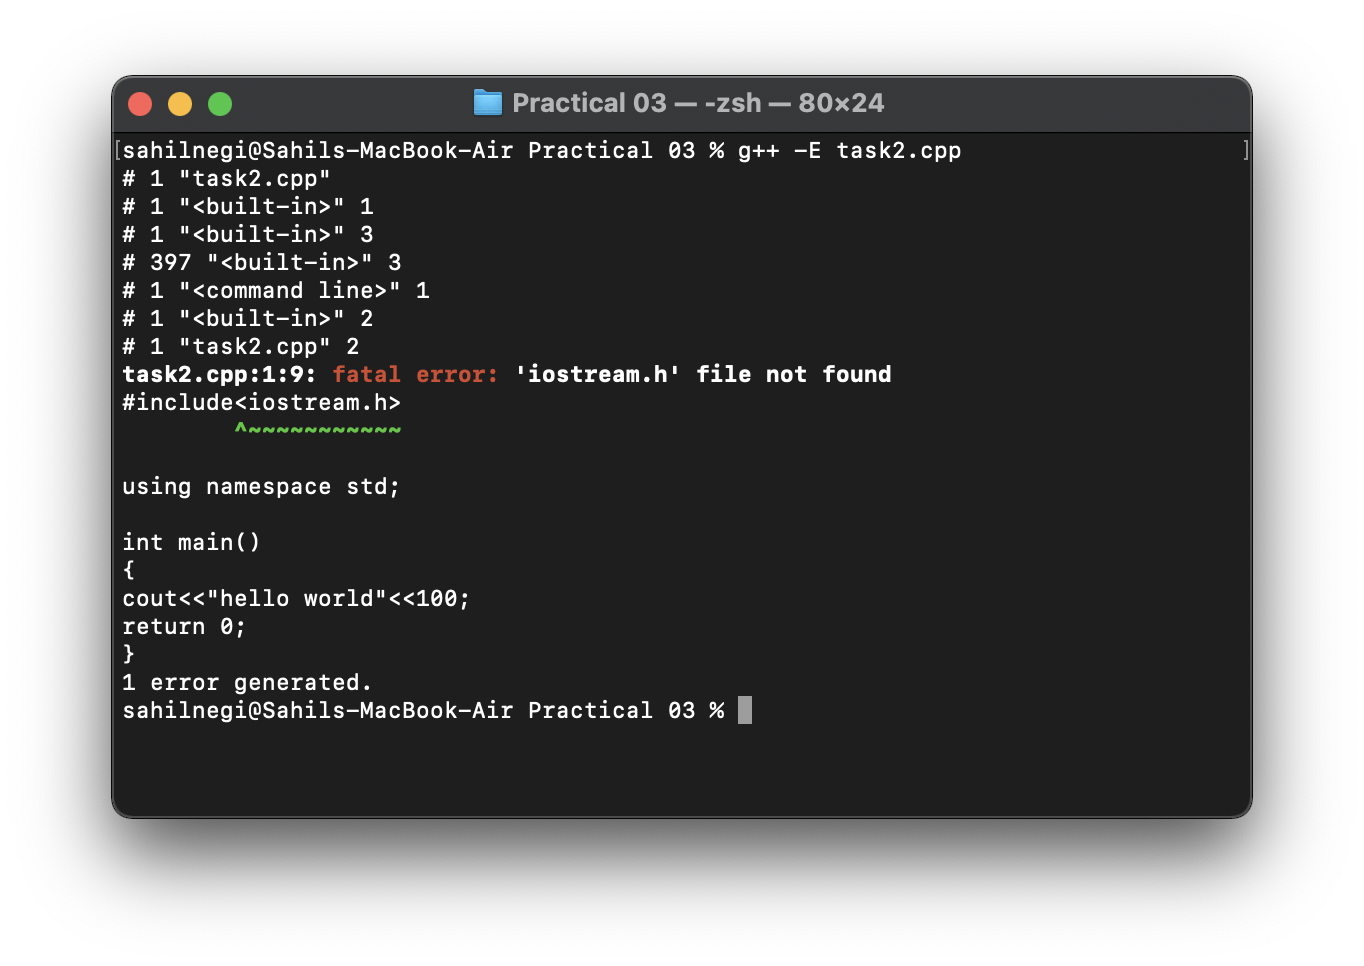 Practical 03 — -zsh — 80×24
[sahilnegi@Sahils-MacBook-Air Practical 03 % g++ -E task2.cpp ]
# 1 "task2.cpp"
# 1 "<built-in>" 1
# 1 "<built-in>" 3
# 397 "<built-in>" 3
# 1 "<command line>" 1
# 1 "<built-in>" 2
# 1 "task2.cpp" 2
task2.cpp:1:9: fatal error: 'iostream.h' file not found
#include<iostream.h>
        ^~~~~~~~~~~~
using namespace std;
int main()
{
cout<<"hello world"<<100;
return 0;
}
1 error generated.
sahilnegi@Sahils-MacBook-Air Practical 03 %